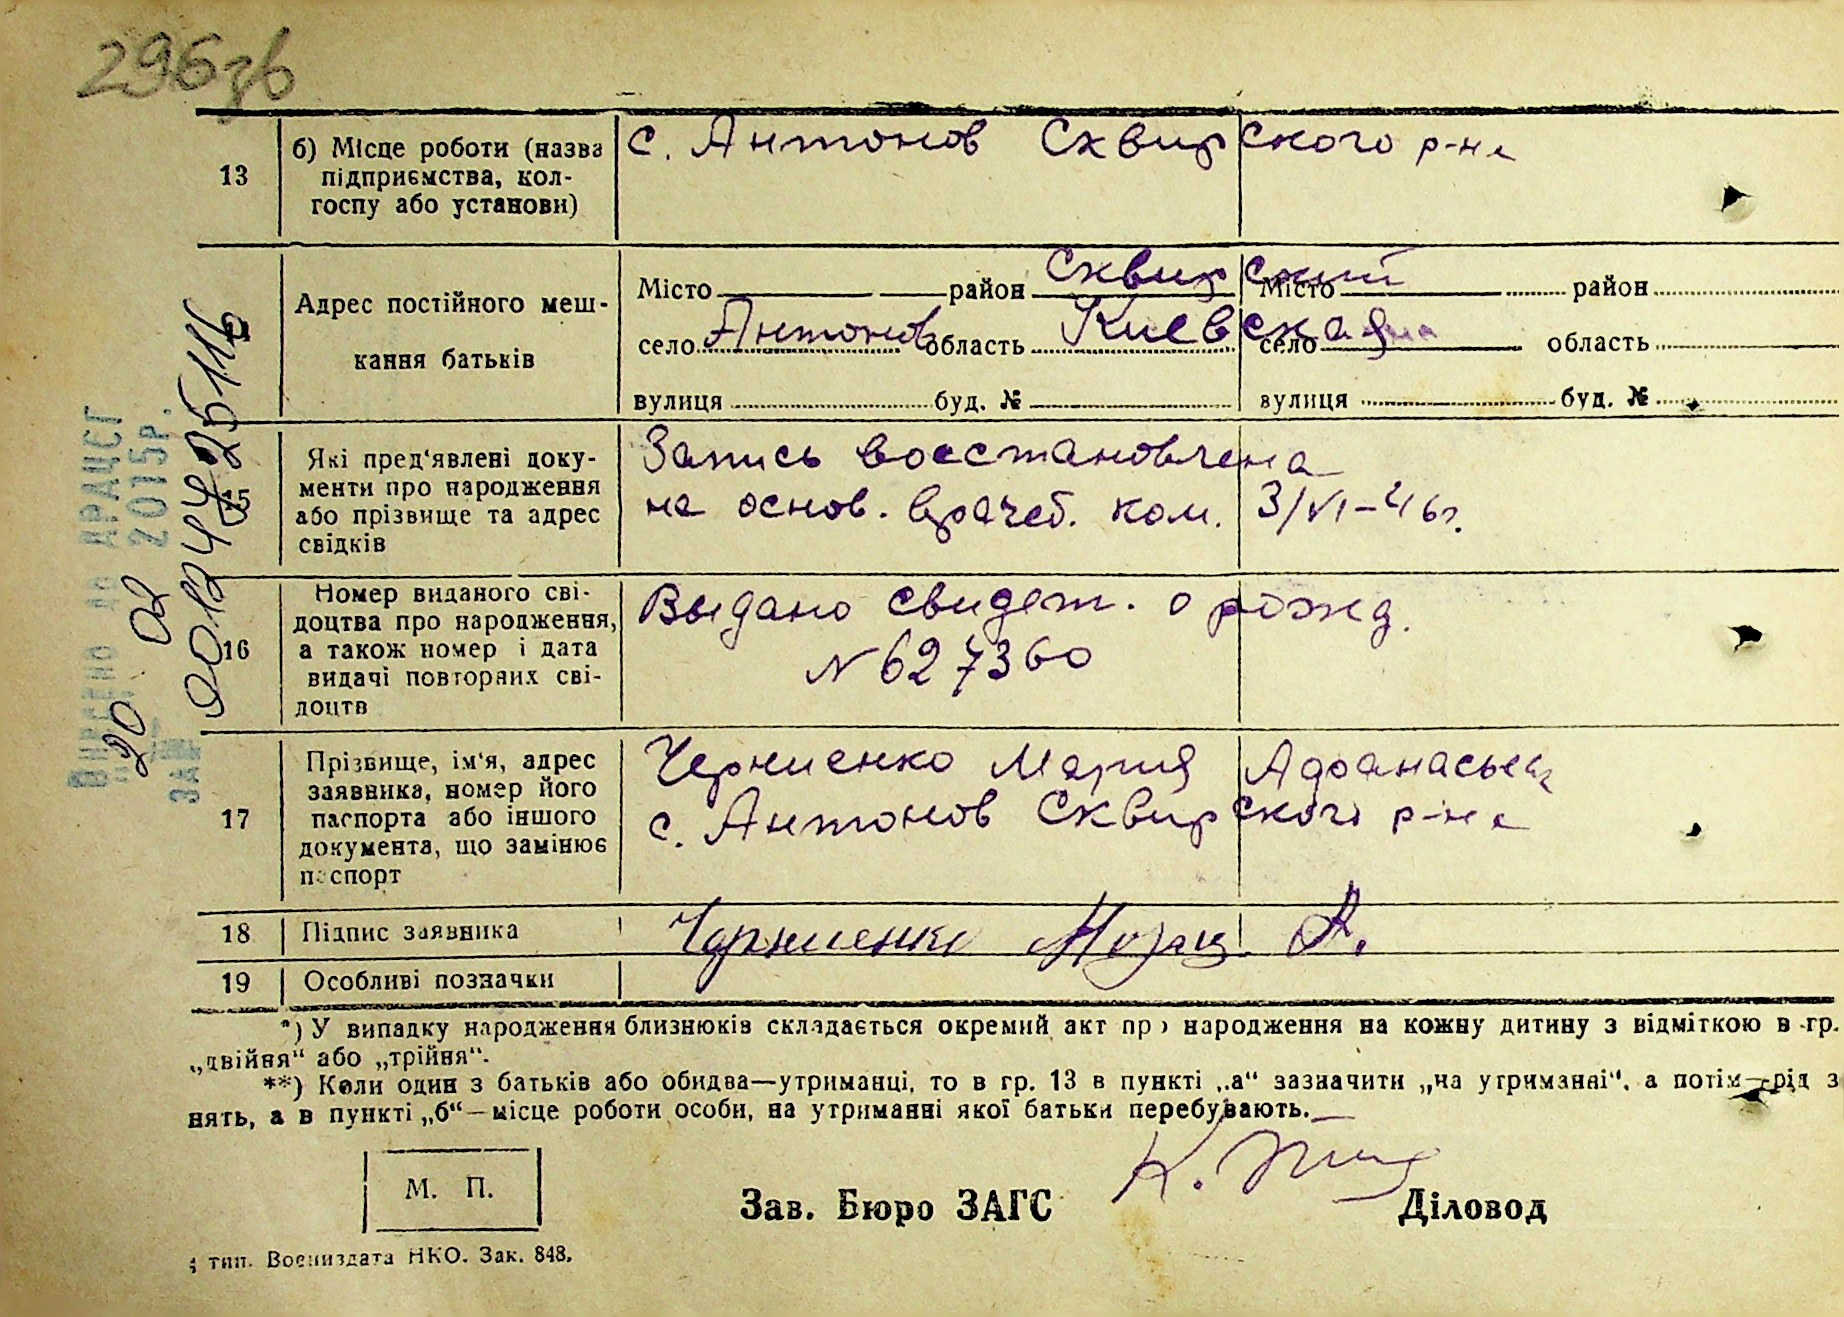 296зв
13
б) Місце роботи (назва
підприємства, кол-
госпу або установи)
с. Антонов Сквирского р-на
Адрес постійного меш-
кання батьків
Місто район Сквирский Місто район
село Антонов область Киевская село область
вулиця буд. № вулиця буд. №
15
Які пред'явлені доку-
менти про народження
або прізвище та адрес
свідків
Запись восстановлена
на основ. врачеб. ком. 3/VI-46г.
16
Номер виданого сві-
доцтва про народження,
а також номер і дата
видачі повторних сві-
доцтв
Выдано свидет. о рожд.
N 627360
17
Прізвище, ім'я, адрес
заявника, номер його
паспорта або іншого
документа, що замінює
паспорт
Черниенко Мария Афанасьев
с. Антонов Сквирского р-на
18
Підпис заявника
Черниенко А.
19
Особливі позначки
*) У випадку народження близнюків складається окремий акт про народження на кожну дитину з відміткою в гр.
„двійня“ або „трійня“.
**) Коли один з батьків або обидва—утриманці, то в гр. 13 в пункті „а“ зазначити „на утриманні“, а потім—рід з
нять, а в пункті „б“—місце роботи особи, на утриманні якої батьки перебувають.
М. П.
Зав. Бюро ЗАГС
К.
Діловод
тип. Воениздата НКО. Зак. 848.
ДРАЦСГ
20 02 2015р.